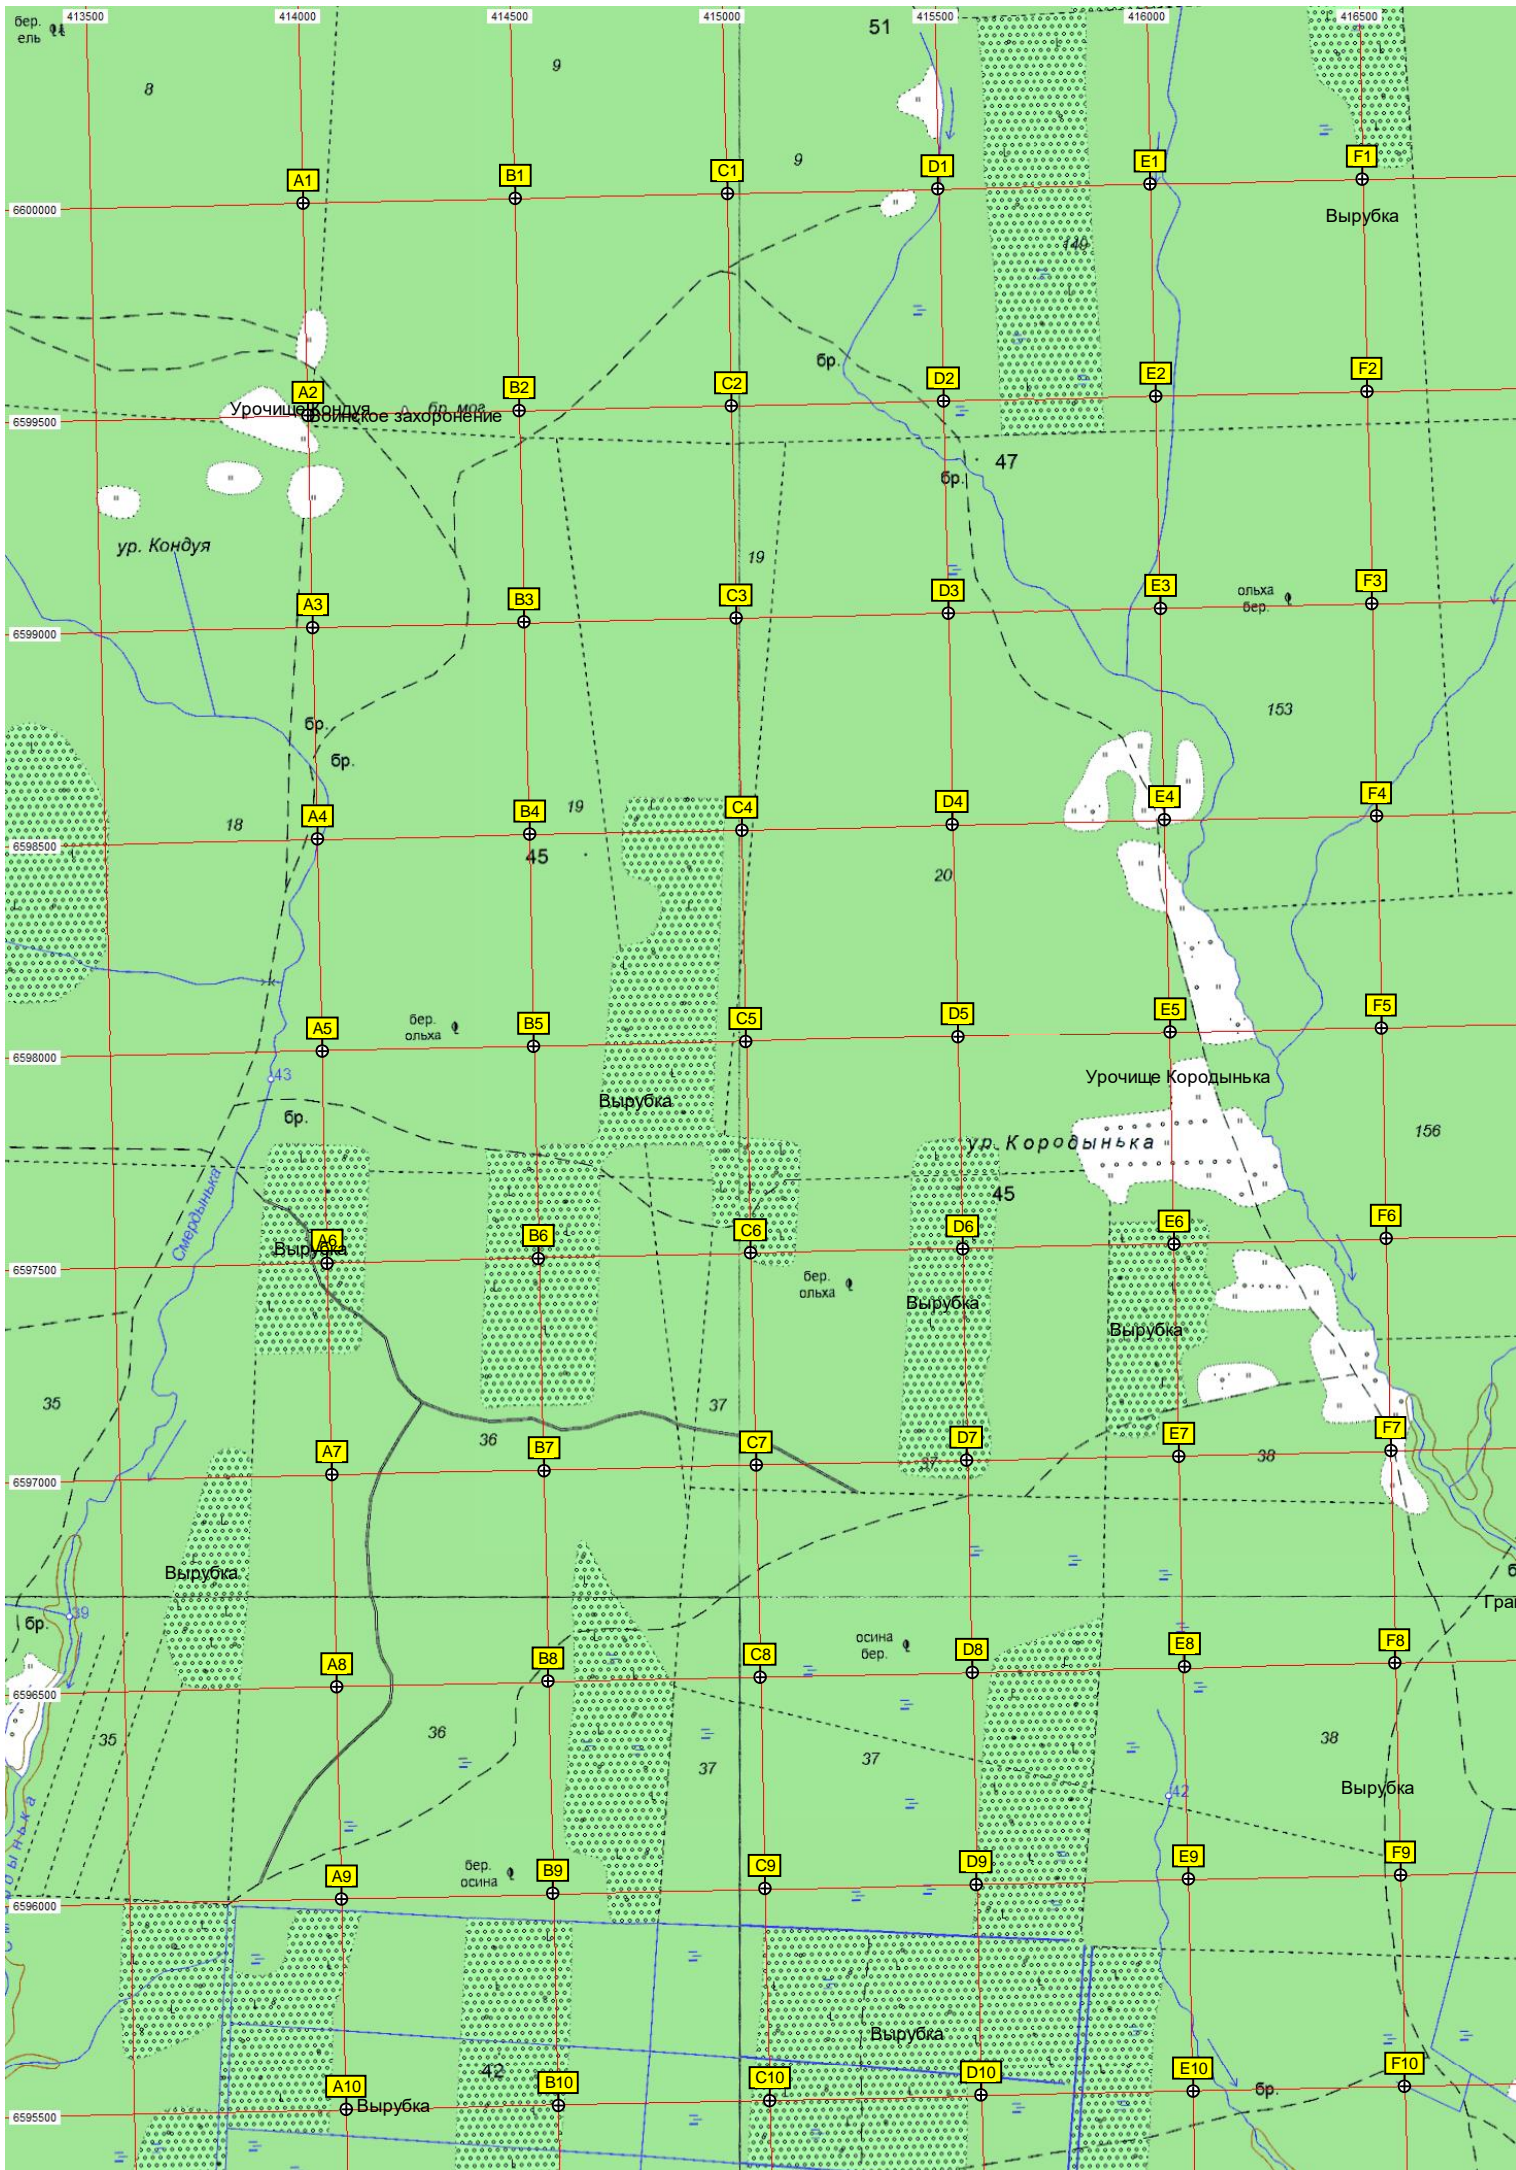 413500 414000 414500 415000 415500 416000 416500
бер.
ель
51
9
8
9
A1 B1 C1 D1 E1 F1
6600000
Вырубка
149
бр.
A2 B2 C2 D2 E2 F2
Урочище Кондуя
бр. мог.
Воинское захоронение
6599500
47
бр.
ур. Кондуя
19
ольха
бер.
A3 B3 C3 D3 E3 F3
6599000
153
бр.
бр.
A4 B4 C4 D4 E4 F4
19
18
6598500
45
20
A5 B5 C5 D5 E5 F5
бер.
ольха
6598000
43
Урочище Кородынька
Вырубка
бр.
156
ур. Кородынька
45
Смердынька
A6 B6 C6 D6 E6 F6
Вырубка
6597500
бер.
ольха
Вырубка
Вырубка
35
37
36
A7 B7 C7 D7 E7 F7
37
38
6597000
Вырубка
39
бр.
Гра
осина
бер.
A8 B8 C8 D8 E8 F8
6596500
35
36
37
37
38
Вырубка
42
A9 B9 C9 D9 E9 F9
бер.
осина
6596000
Вырубка
42
A10 B10 C10 D10 E10 F10
бр.
Вырубка
6595500